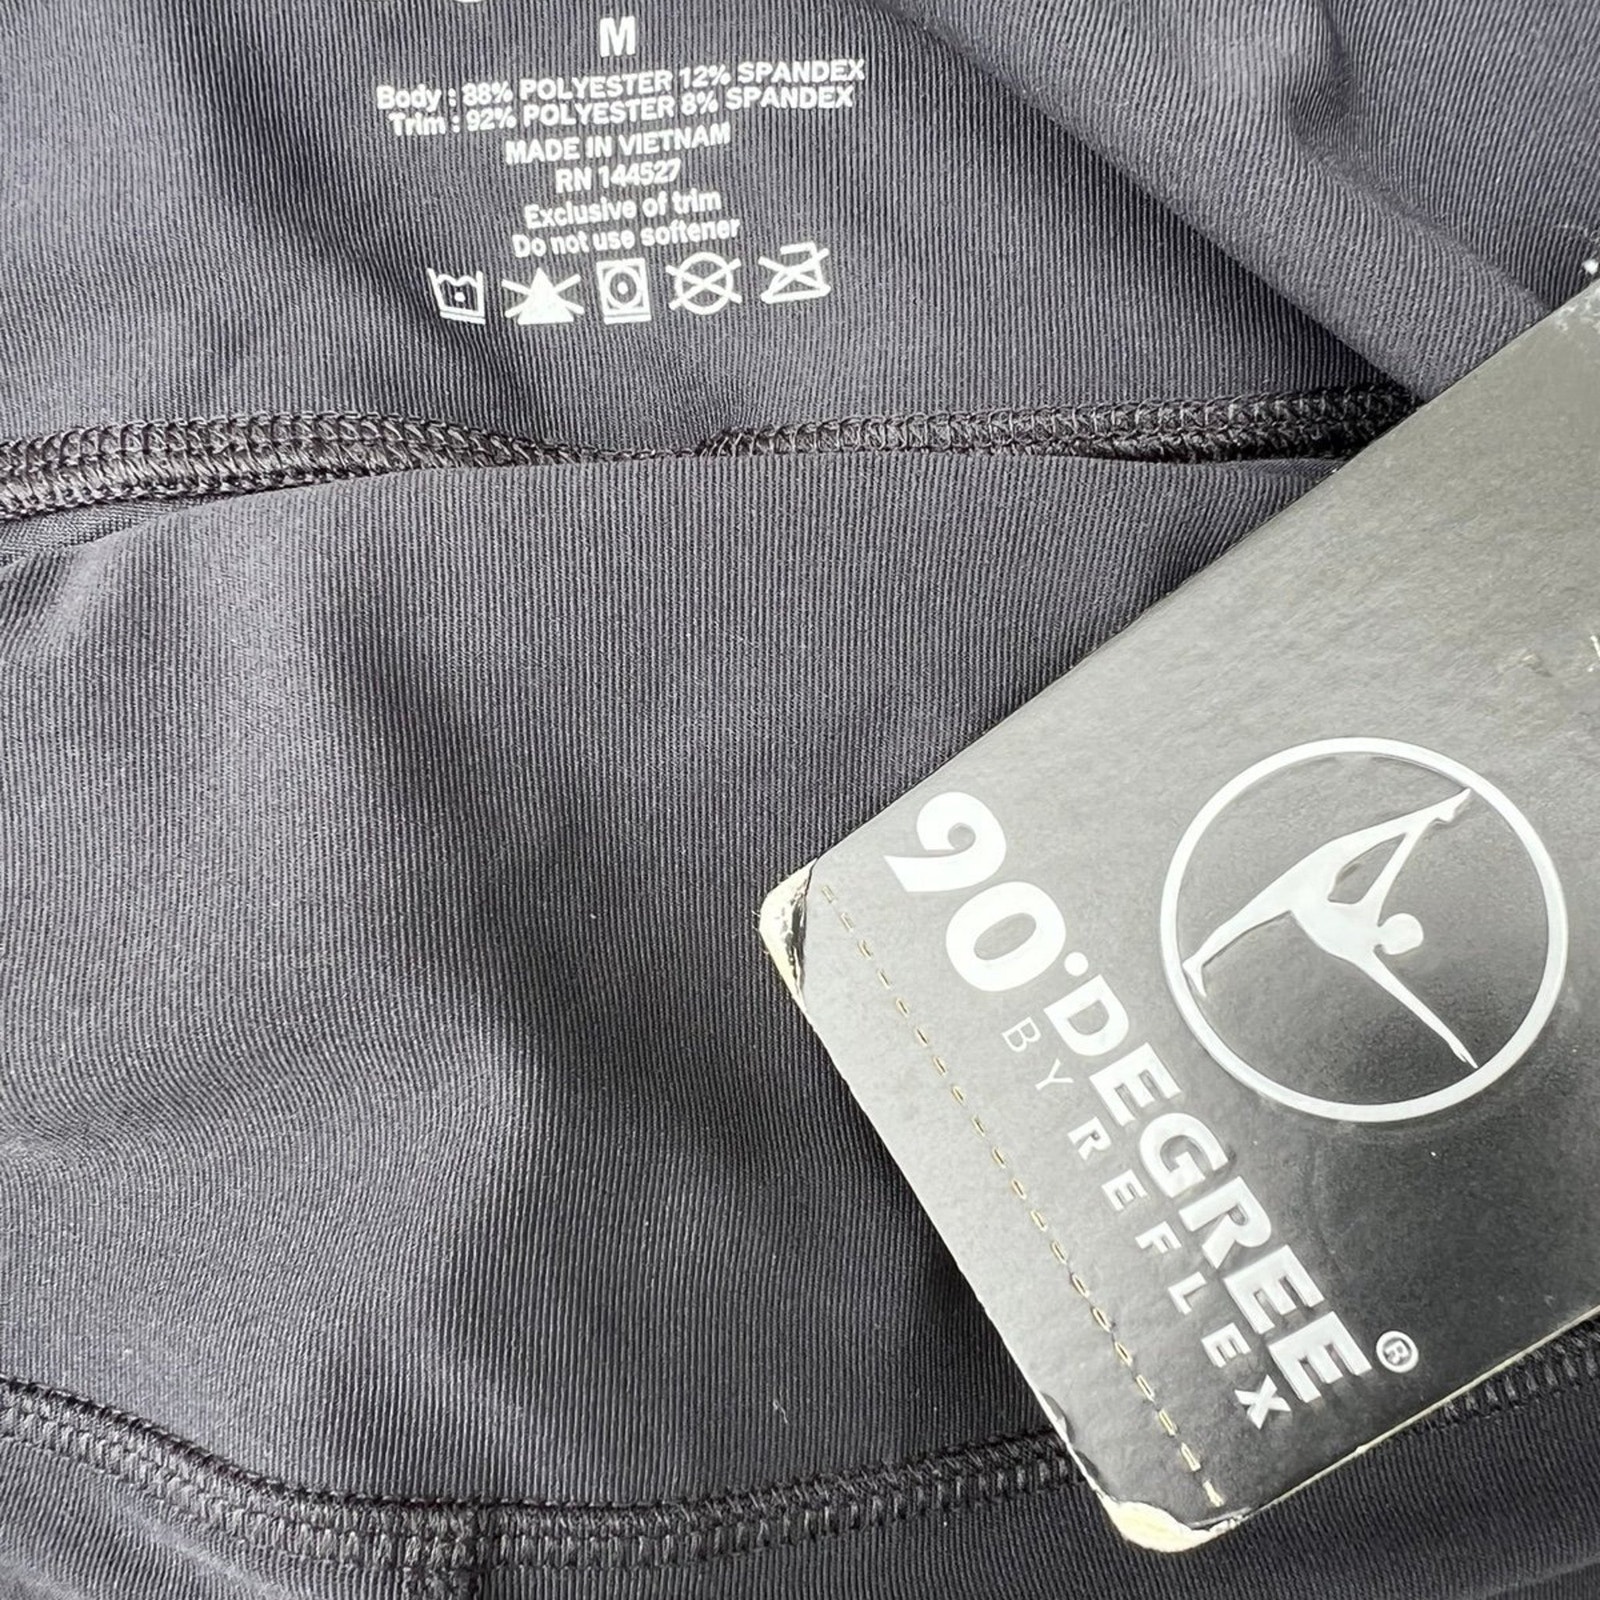 M
Body : 88% POLYESTER 12% SPANDEX
Trim : 92% POLYESTER 8% SPANDEX
MADE IN VIETNAM
RN 144527
Exclusive of trim
Do not use softener
90°DEGREE®
BY REFLEX